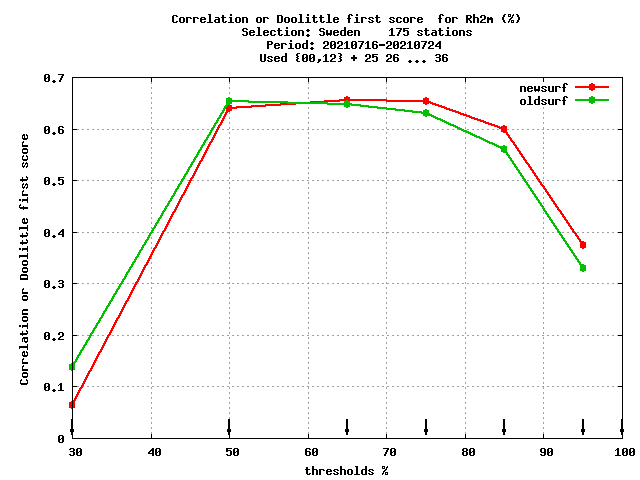 Correlation or Doolittle first score  for Rh2m (%)
Selection: Sweden    175 stations
Period: 20210716-20210724
Used {00,12} + 25 26 ... 36
0.7
0.6
0.5
0.4
0.3
0.2
0.1
0
Correlation or Doolittle first score
newsurf
oldsurf
30 40 50 60 70 80 90 100
thresholds %